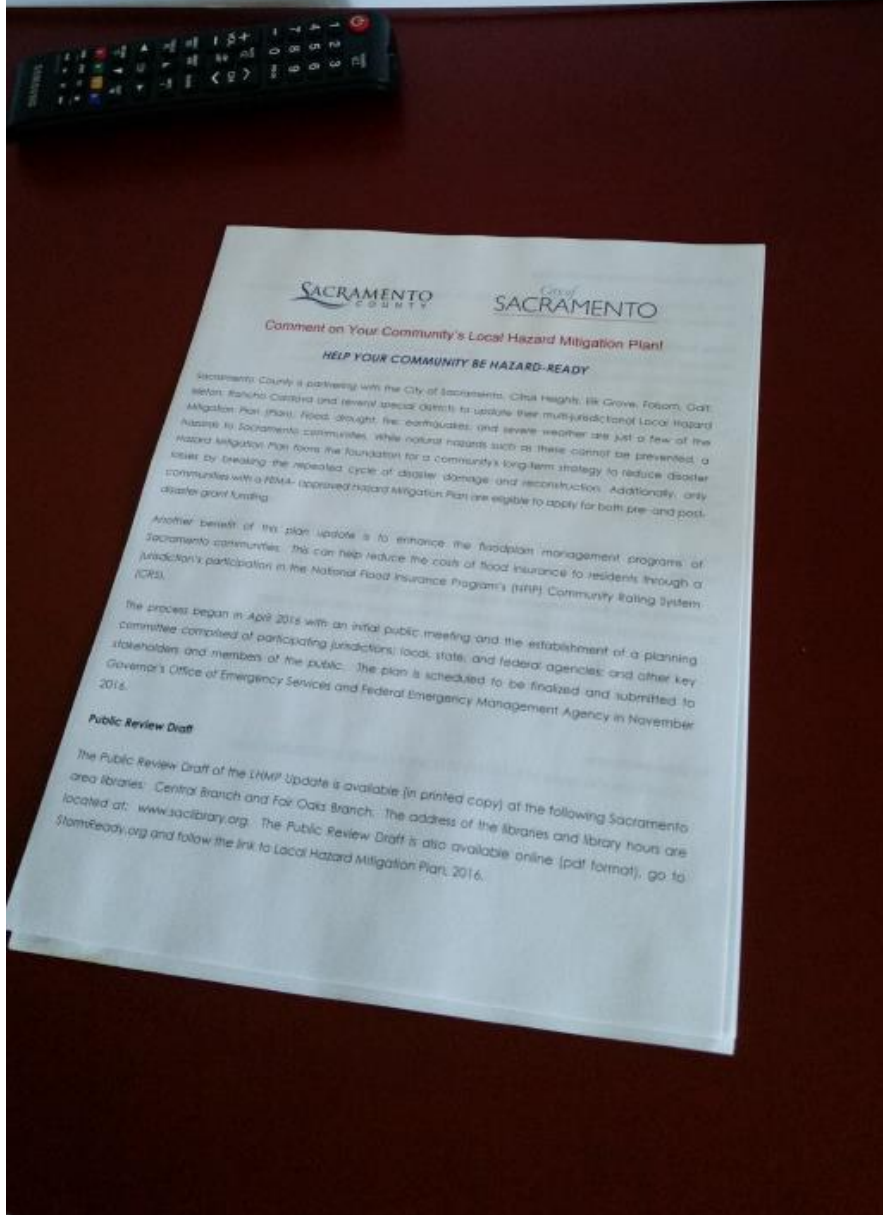 SAMSUNG
VOL
CH
1 2 3
4 5 6
7 8 9
0
SACRAMENTO
COUNTY
City of
SACRAMENTO
Comment on Your Community's Local Hazard Mitigation Plan!
HELP YOUR COMMUNITY BE HAZARD-READY
Sacramento County is partnering with the City of Sacramento, Citrus Heights, Elk Grove, Folsom, Galt,
Isleton, Rancho Cordova and several special districts to update their multi-jurisdictional Local Hazard
Mitigation Plan (Plan). Flood, drought, fire, earthquakes, and severe weather are just a few of the
hazards to Sacramento communities. While natural hazards such as these cannot be prevented, a
Hazard Mitigation Plan forms the foundation for a community's long-term strategy to reduce disaster
losses by breaking the repeated cycle of disaster damage and reconstruction. Additionally, only
communities with a FEMA- approved Hazard Mitigation Plan are eligible to apply for both pre- and post-
disaster grant funding.
Another benefit of this plan update is to enhance the floodplain management programs of
Sacramento communities. This can help reduce the costs of flood insurance to residents through a
jurisdiction's participation in the National Flood Insurance Program's (NFIP) Community Rating System
(CRS).
The process began in April 2016 with an initial public meeting and the establishment of a planning
committee comprised of participating jurisdictions; local, state, and federal agencies; and other key
stakeholders and members of the public. The plan is scheduled to be finalized and submitted to
Governor's Office of Emergency Services and Federal Emergency Management Agency in November
2016.
Public Review Draft
The Public Review Draft of the LHMP Update is available (in printed copy) at the following Sacramento
area libraries: Central Branch and Fair Oaks Branch. The address of the libraries and library hours are
located at: www.saclibrary.org. The Public Review Draft is also available online (pdf format), go to
StormReady.org and follow the link to Local Hazard Mitigation Plan, 2016.